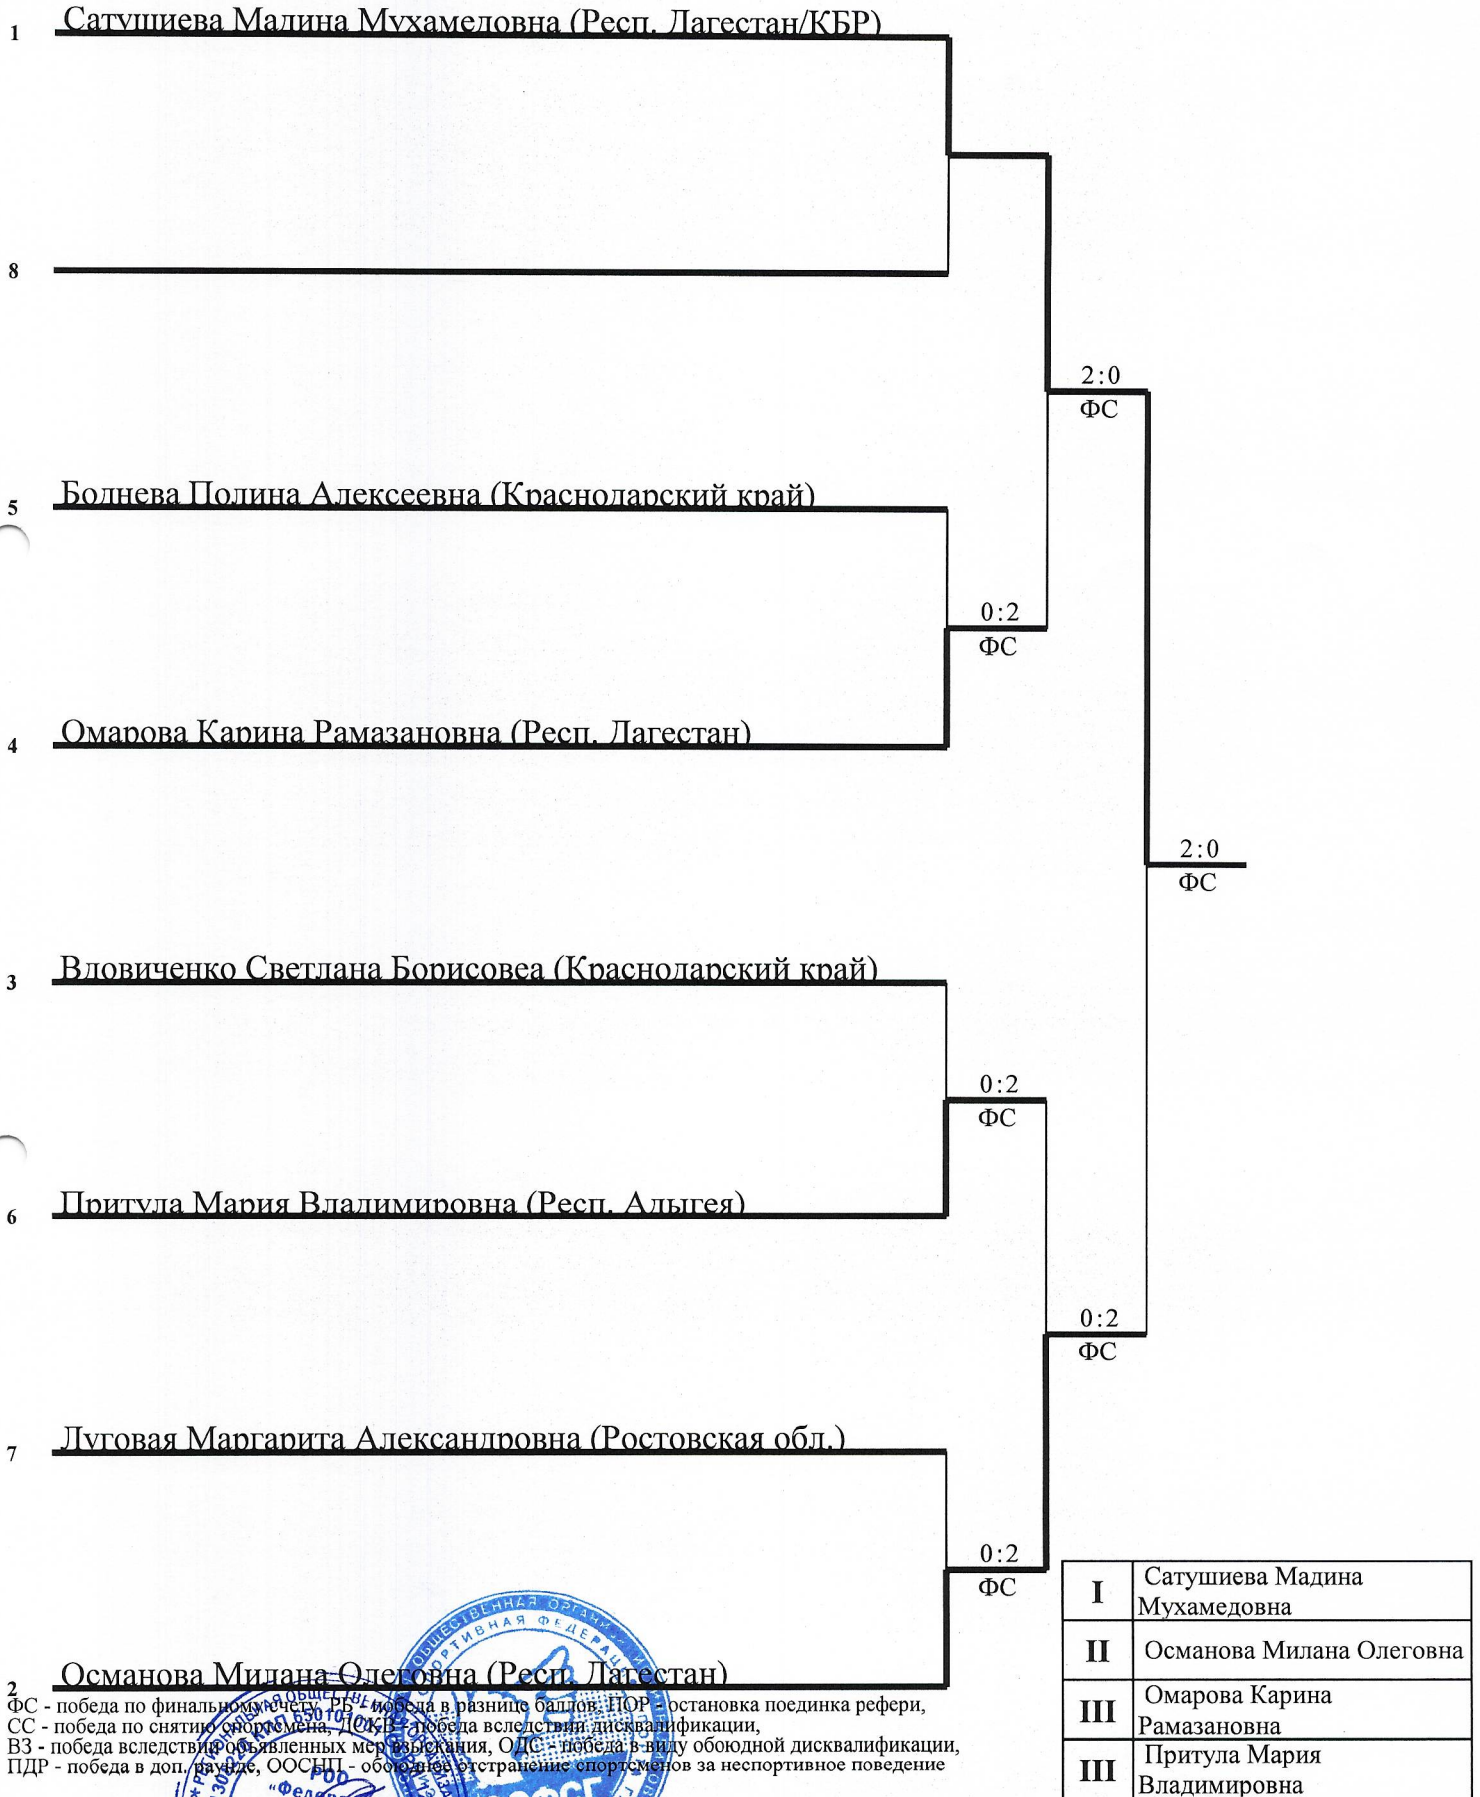 1 Сатушиева Мадина Мухамедовна (Респ. Дагестан/КБР)
8
2:0
ФС
5 Боднева Полина Алексеевна (Краснодарский край)
0:2
ФС
4 Омарова Карина Рамазановна (Респ. Дагестан)
2:0
ФС
3 Вдовиченко Светлана Борисовеа (Краснодарский край)
0:2
ФС
6 Притула Мария Владимировна (Респ. Адыгея)
0:2
ФС
7 Луговая Маргарита Александровна (Ростовская обл.)
0:2
ФС
2 Османова Милана Олеговна (Респ. Дагестан)
I Сатушиева Мадина
Мухамедовна
II Османова Милана Олеговна
III Омарова Карина
Рамазановна
III Притула Мария
Владимировна
ФС - победа по финальному счету, РБ - победа в разнице баллов, ПОР - остановка поединка рефери,
СС - победа по снятию спортсмена, ДСКВ - победа вследствии дисквалификации,
ВЗ - победа вследствии объявленных мер взыскания, ОДС - победа в виду обоюдной дисквалификации,
ПДР - победа в доп. раунде, ООСНП - обоюдное отстранение спортсменов за неспортивное поведение
РОО